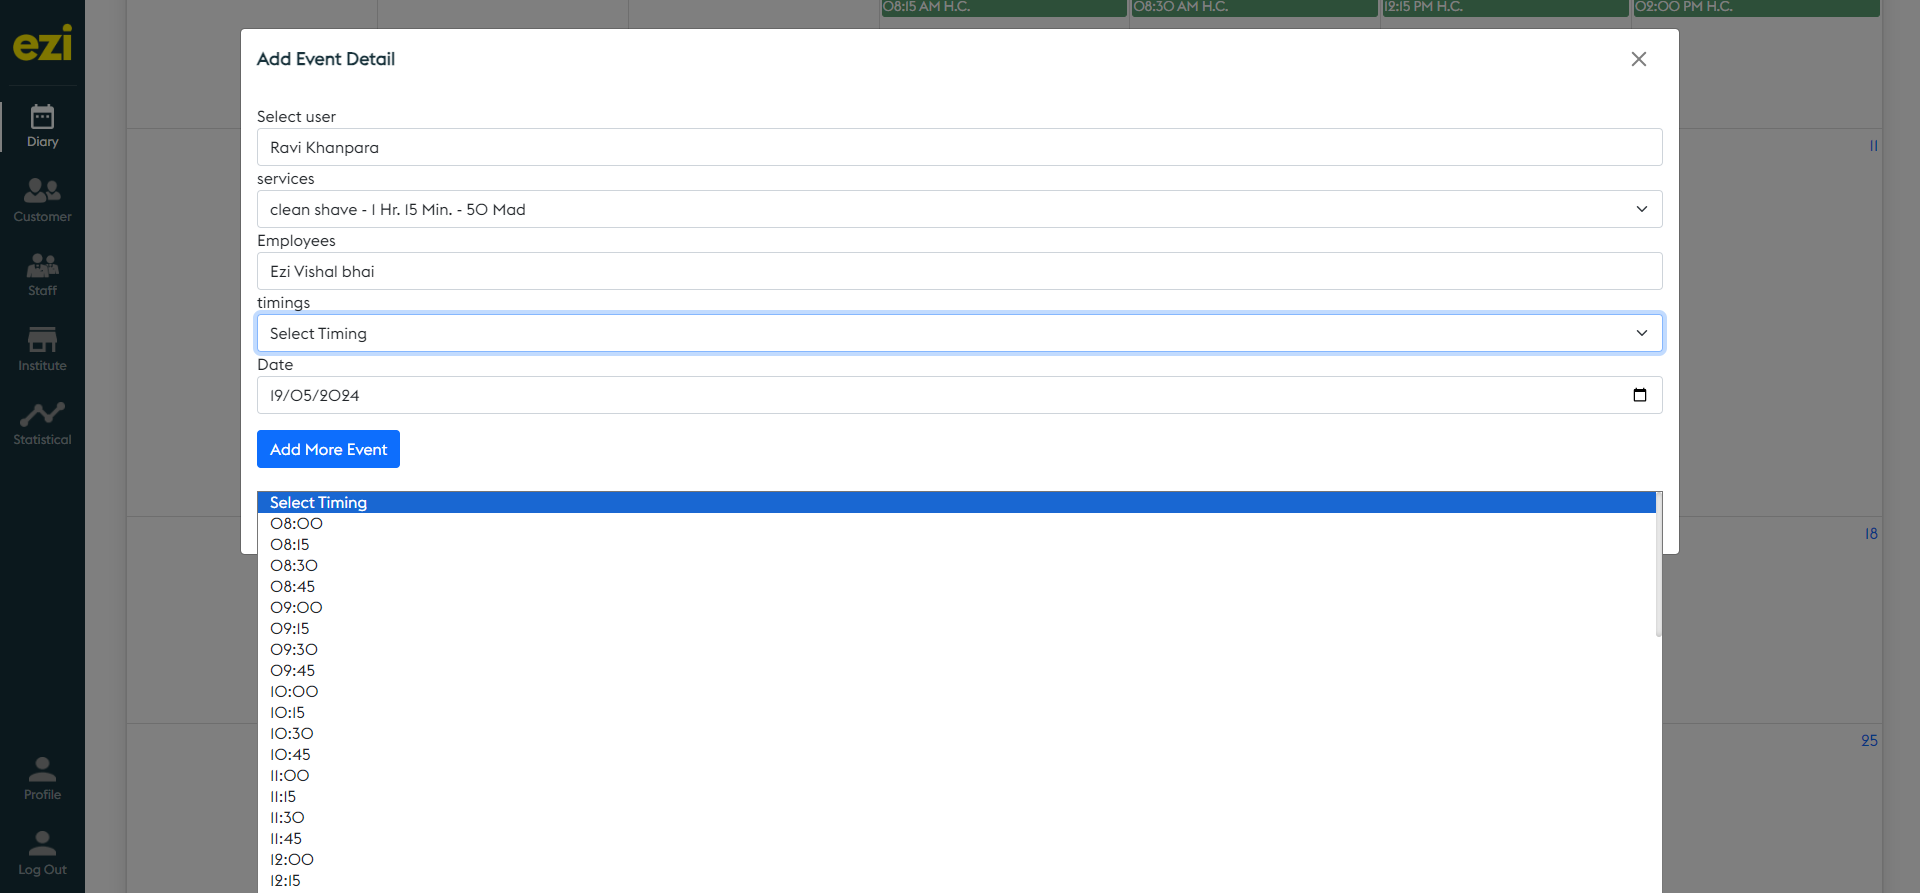 08:15 AM H.C.
08:30 AM H.C.
12:15 PM H.C.
02:00 PM H.C.
ezi
Diary
Customer
Staff
Institute
Statistical
Profile
Log Out
Add Event Detail
Select user
Ravi Khanpara
services
clean shave - 1 Hr. 15 Min. - 50 Mad
Employees
Ezi Vishal bhai
timings
Select Timing
Date
19/05/2024
Add More Event
Select Timing
08:00
08:15
08:30
08:45
09:00
09:15
09:30
09:45
10:00
10:15
10:30
10:45
11:00
11:15
11:30
11:45
12:00
12:15
11
18
25